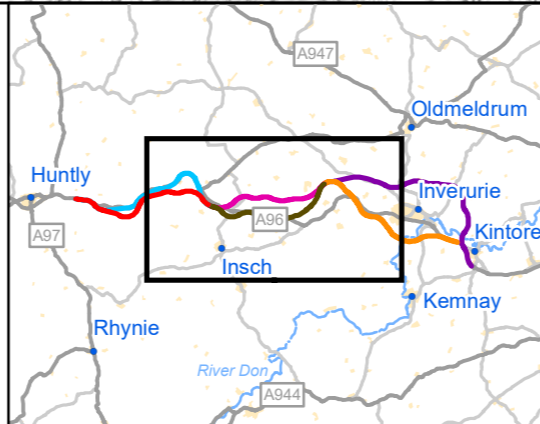 A947
Oldmeldrum
Huntly
Inverurie
A96
A97
Kintore
Insch
Kemnay
Rhynie
River Don
A944